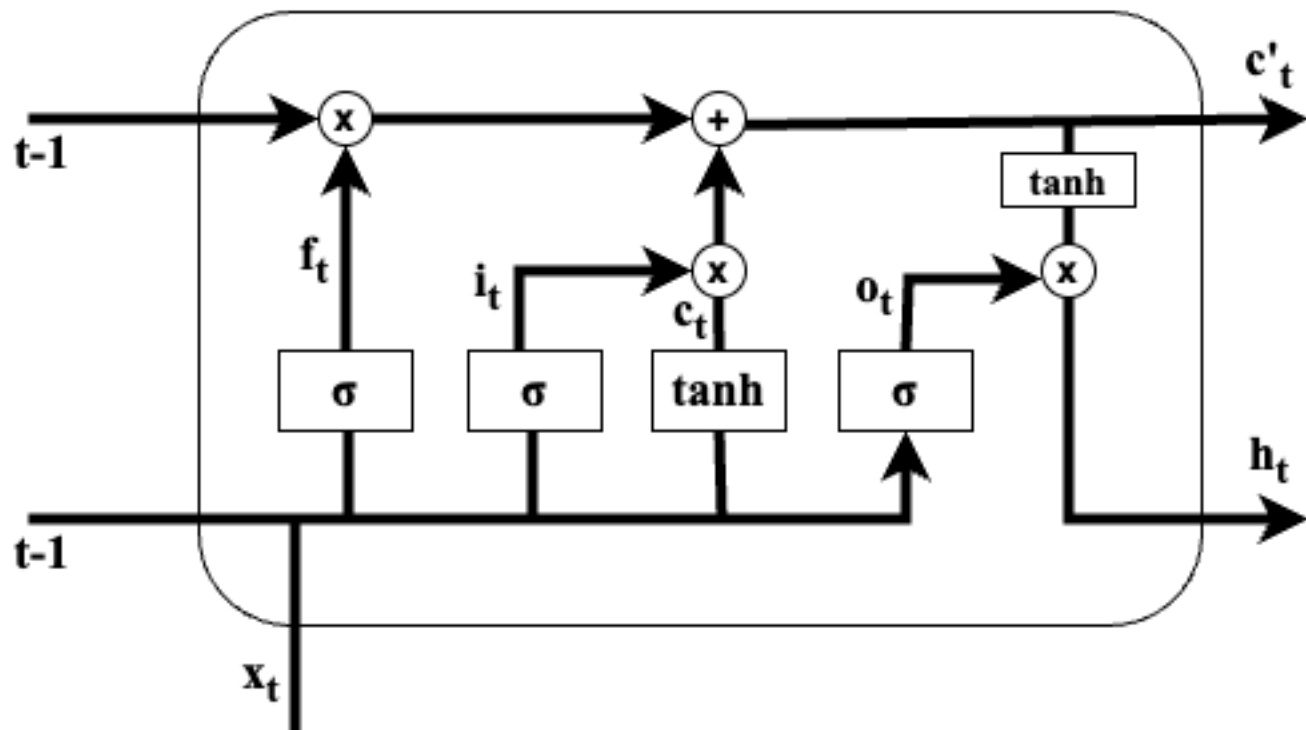 c'ₜ
x
+
t-1
tanh
fₜ
iₜ
x
oₜ
x
cₜ
σ
σ
tanh
σ
hₜ
t-1
xₜ